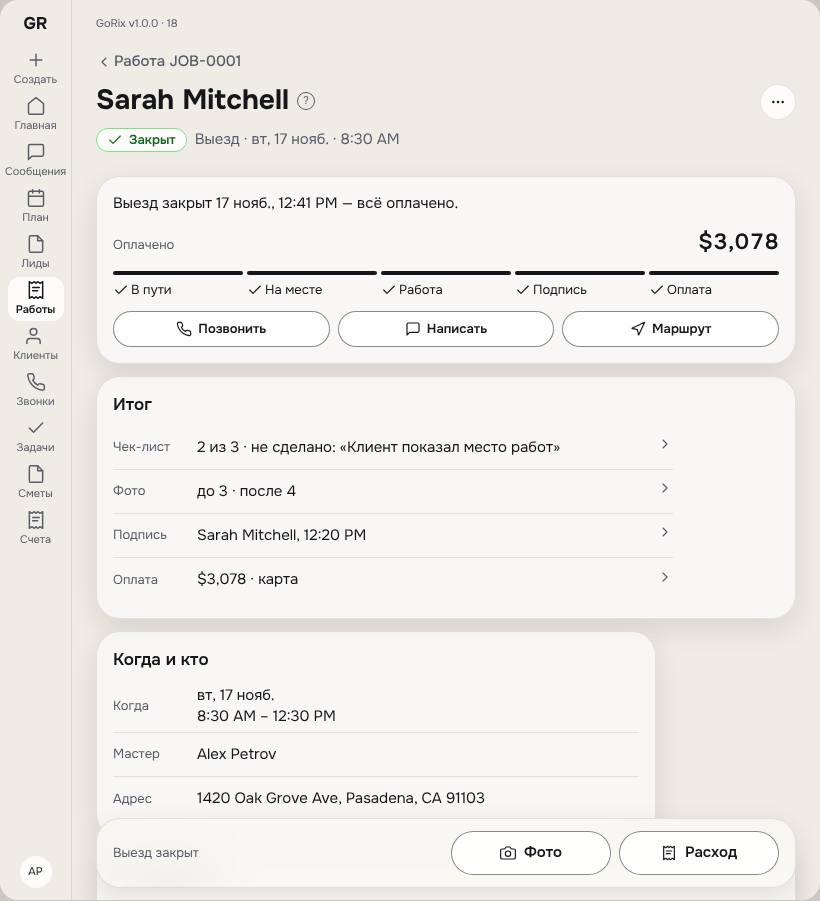 GR
Создать
Главная
Сообщения
План
Лиды
Работы
Клиенты
Звонки
Задачи
Сметы
Счета
AP
GoRix v1.0.0 · 18
Работа JOB-0001
Sarah Mitchell ?
Закрыт Выезд · вт, 17 нояб. · 8:30 AM
Выезд закрыт 17 нояб., 12:41 PM — всё оплачено.
Оплачено $3,078
В пути На месте Работа Подпись Оплата
Позвонить Написать Маршрут
Итог
Чек-лист 2 из 3 · не сделано: «Клиент показал место работ»
Фото до 3 · после 4
Подпись Sarah Mitchell, 12:20 PM
Оплата $3,078 · карта
Когда и кто
Когда вт, 17 нояб.
8:30 AM – 12:30 PM
Мастер Alex Petrov
Адрес 1420 Oak Grove Ave, Pasadena, CA 91103
Выезд закрыт Фото Расход